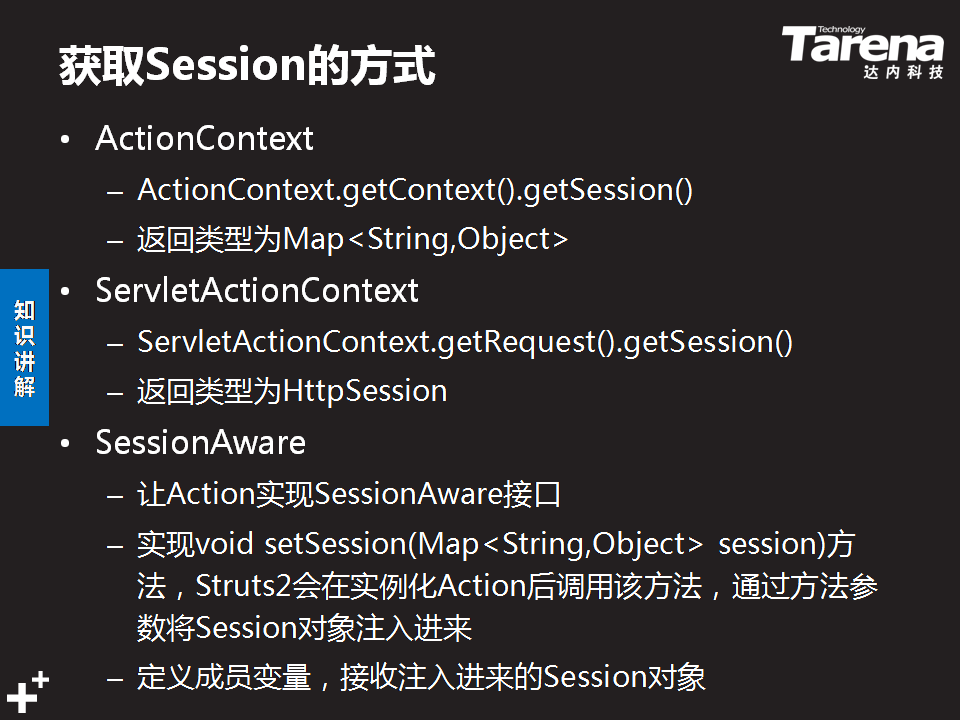 获取Session的方式
Technology
Tarena
达内科技
• ActionContext
– ActionContext.getContext().getSession()
– 返回类型为Map<String,Object>
• ServletActionContext
– ServletActionContext.getRequest().getSession()
– 返回类型为HttpSession
• SessionAware
– 让Action实现SessionAware接口
– 实现void setSession(Map<String,Object> session)方
法，Struts2会在实例化Action后调用该方法，通过方法参
数将Session对象注入进来
– 定义成员变量，接收注入进来的Session对象
知
识
讲
解